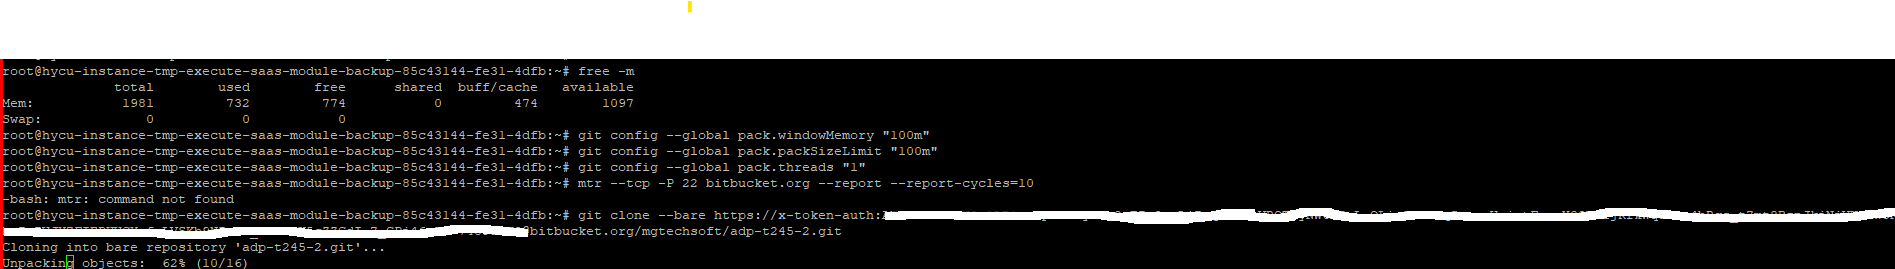 root@hycu-instance-tmp-execute-saas-module-backup-85c43144-fe31-4dfb:~# free -m
total used free shared buff/cache available
Mem: 1981 732 774 0 474 1097
Swap: 0 0 0
root@hycu-instance-tmp-execute-saas-module-backup-85c43144-fe31-4dfb:~# git config --global pack.windowMemory "100m"
root@hycu-instance-tmp-execute-saas-module-backup-85c43144-fe31-4dfb:~# git config --global pack.packSizeLimit "100m"
root@hycu-instance-tmp-execute-saas-module-backup-85c43144-fe31-4dfb:~# git config --global pack.threads "1"
root@hycu-instance-tmp-execute-saas-module-backup-85c43144-fe31-4dfb:~# mtr --tcp -P 22 bitbucket.org --report --report-cycles=10
-bash: mtr: command not found
root@hycu-instance-tmp-execute-saas-module-backup-85c43144-fe31-4dfb:~# git clone --bare https://x-token-auth:
bitbucket.org/mgtechsoft/adp-t245-2.git
Cloning into bare repository 'adp-t245-2.git'...
Unpacking objects: 62% (10/16)